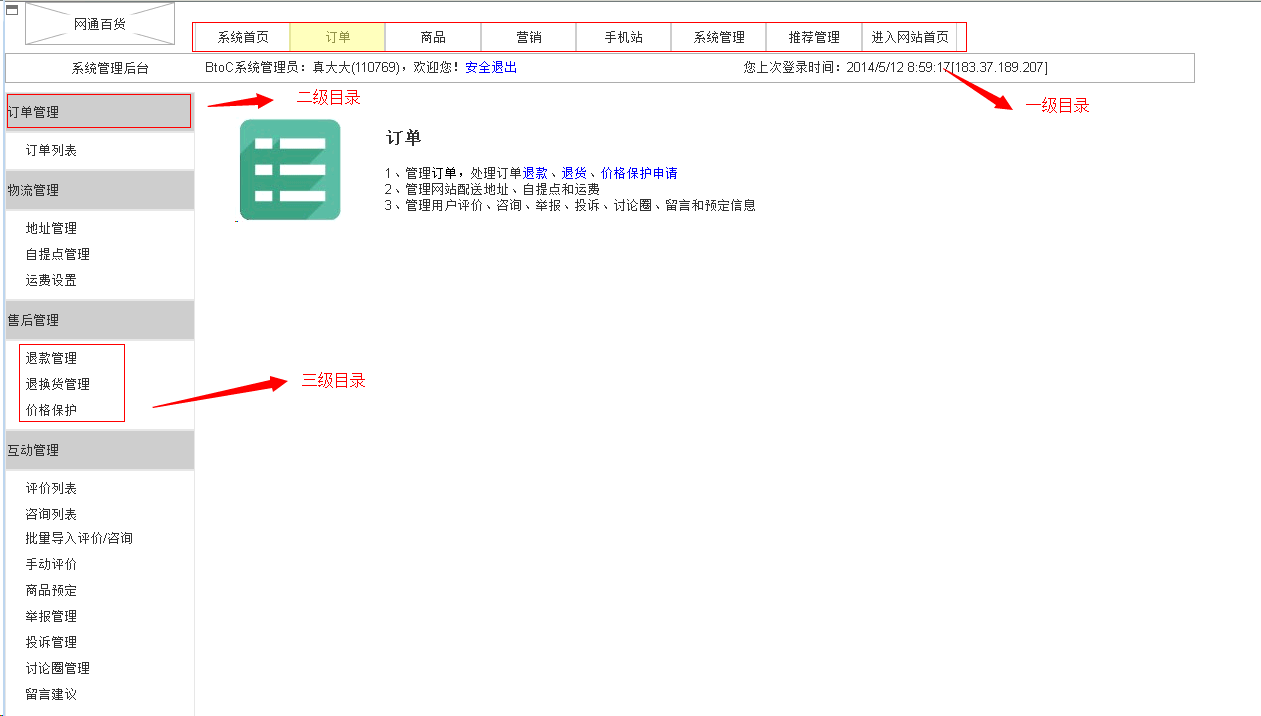 网通百货
系统首页 订单 商品 营销 手机站 系统管理 推荐管理 进入网站首页
系统管理后台 BtoC系统管理员：真大大(110769)，欢迎您！安全退出 您上次登录时间：2014/5/12 8:59:17[183.37.189.207]
二级目录
一级目录
订单管理
订单列表
物流管理
地址管理
自提点管理
运费设置
售后管理
退款管理
退换货管理
价格保护
互动管理
评价列表
咨询列表
批量导入评价/咨询
手动评价
商品预定
举报管理
投诉管理
讨论圈管理
留言建议
订单
1、管理订单，处理订单退款、退货、价格保护申请
2、管理网站配送地址、自提点和运费
3、管理用户评价、咨询、举报、投诉、讨论圈、留言和预定信息
三级目录